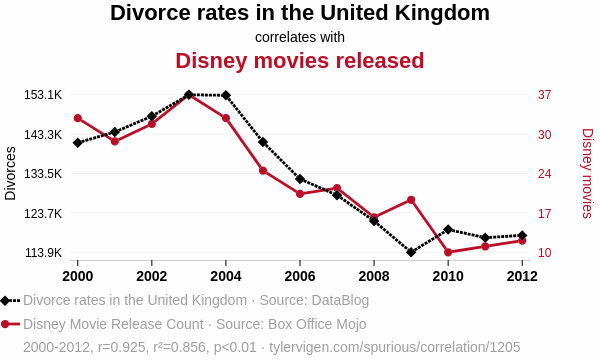 Divorce rates in the United Kingdom
correlates with
Disney movies released
153.1K
143.3K
133.5K
123.7K
113.9K
Divorces
37
30
24
17
10
Disney movies
2000 2002 2004 2006 2008 2010 2012
Divorce rates in the United Kingdom · Source: DataBlog
Disney Movie Release Count · Source: Box Office Mojo
2000-2012, r=0.925, r²=0.856, p<0.01 · tylervigen.com/spurious/correlation/1205